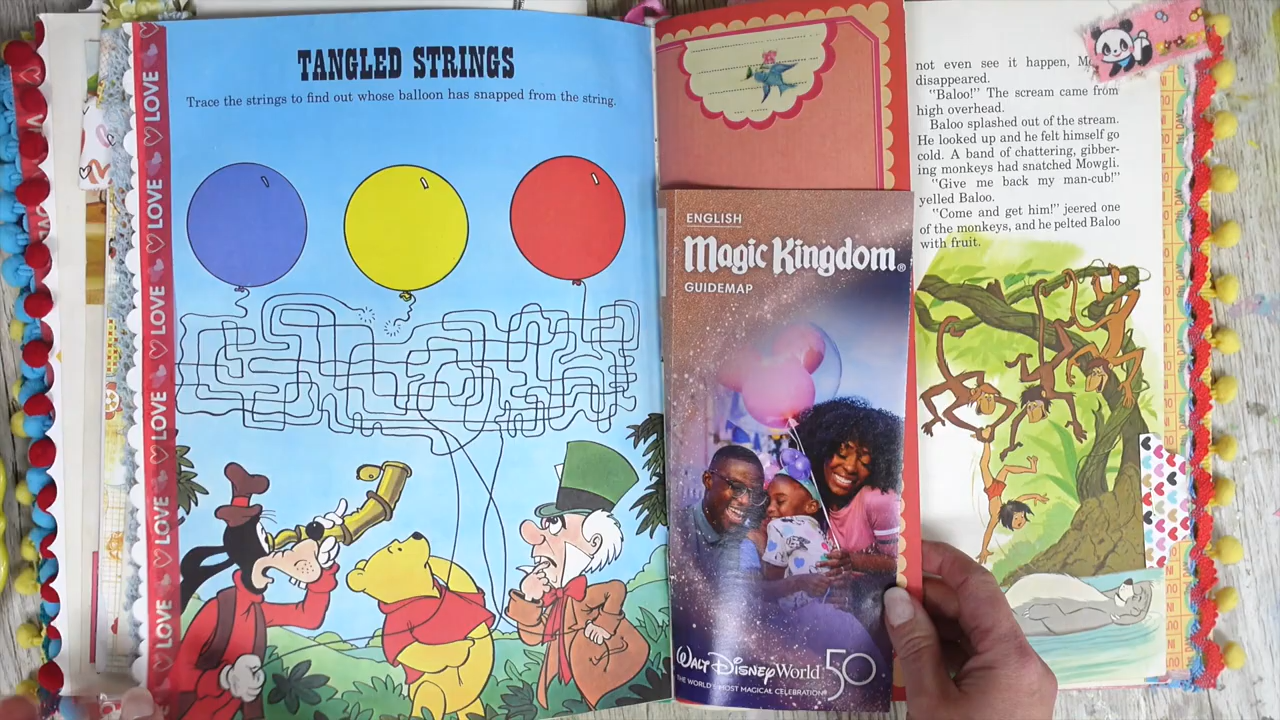 TANGLED STRINGS
Trace the strings to find out whose balloon has snapped from the string.
LOVE
LOVE
LOVE
LOVE
LOVE
LOVE
ENGLISH
Magic Kingdom®
GUIDEMAP
Walt Disney World 50
THE WORLD'S MOST MAGICAL CELEBRATION
not even see it happen,
disappeared.
"Baloo!" The scream came from
high overhead.
Baloo splashed out of the stream.
He looked up and he felt himself go
cold. A band of chattering, gibber-
ing monkeys had snatched Mowgli.
"Give me back my man-cub!"
yelled Baloo.
"Come and get him!" jeered one
of the monkeys, and he pelted Baloo
with fruit.